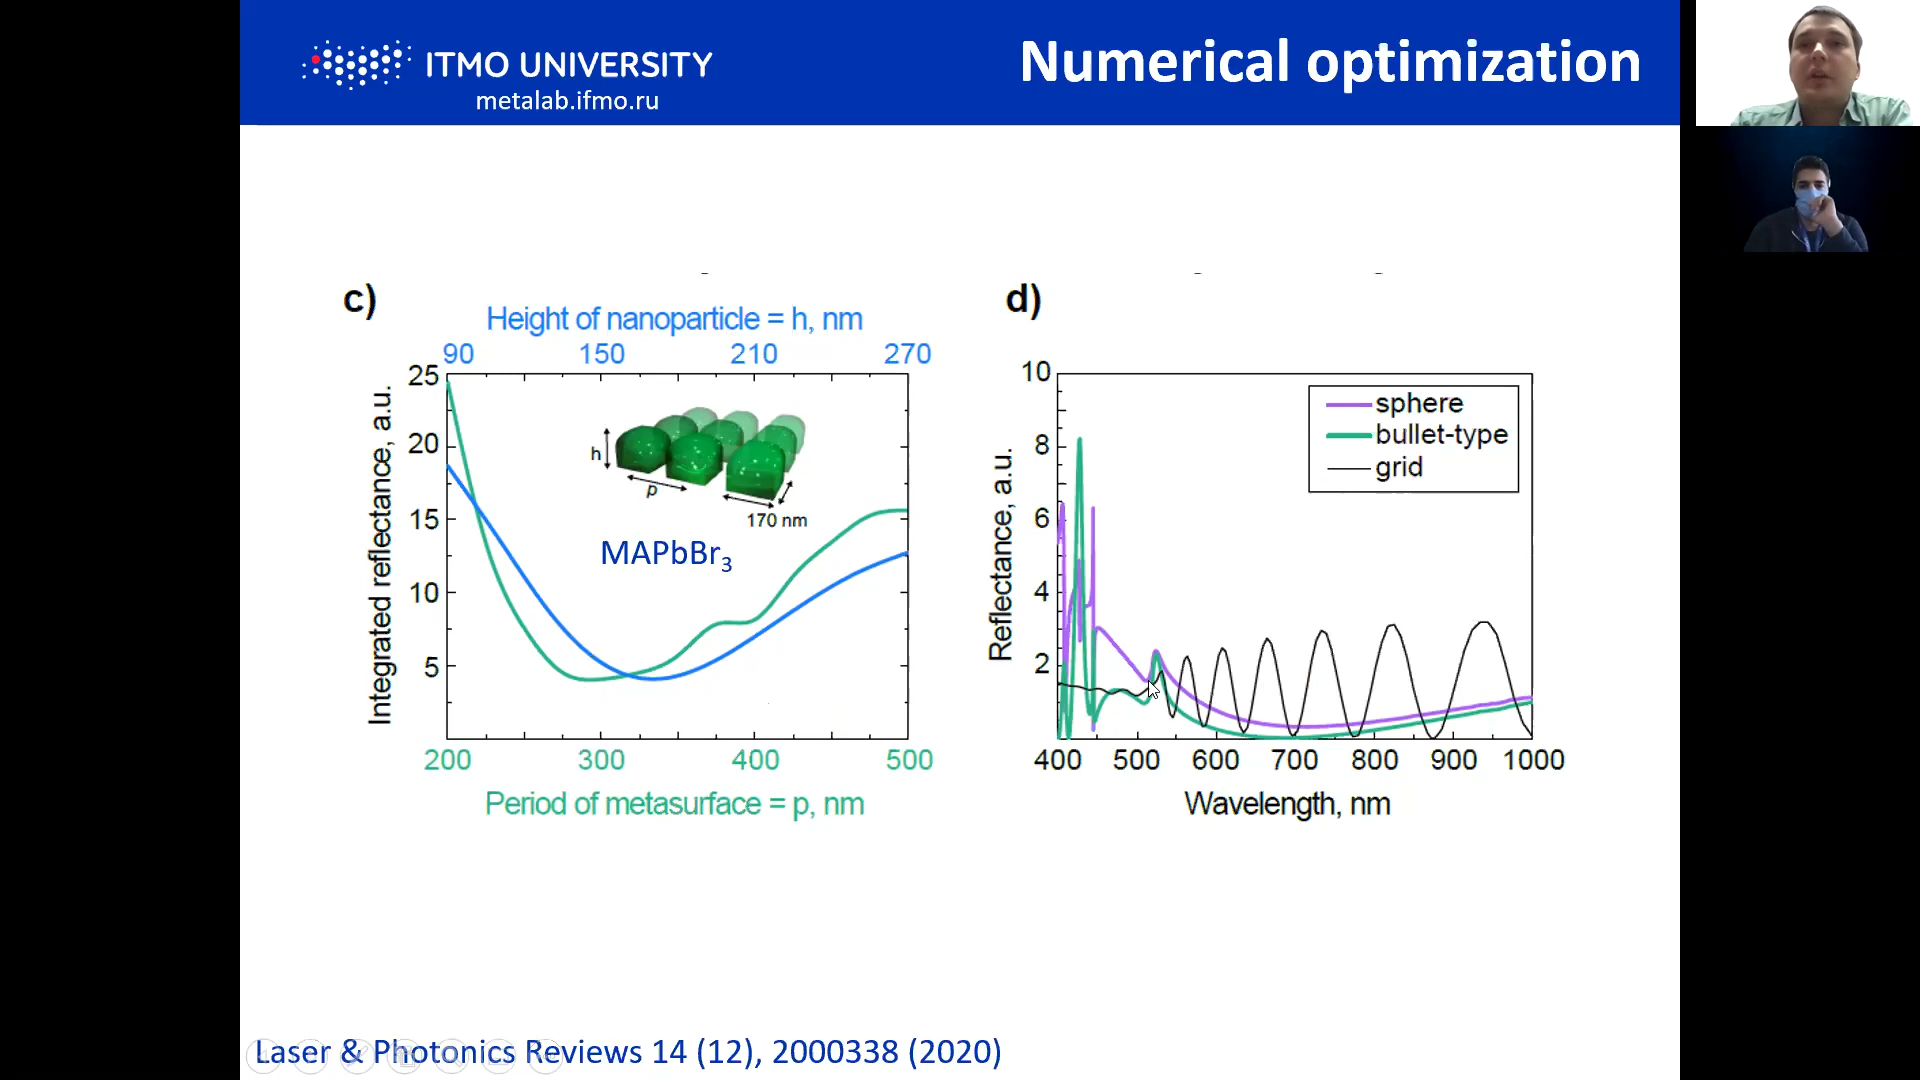 ITMO UNIVERSITY
metalab.ifmo.ru
Numerical optimization
c)
Height of nanoparticle = h, nm
90 150 210 270
25
20
15
10
5
Integrated reflectance, a.u.
h
p
170 nm
MAPbBr₃
200 300 400 500
Period of metasurface = p, nm
d)
10
8
6
4
2
Reflectance, a.u.
sphere
bullet-type
grid
400 500 600 700 800 900 1000
Wavelength, nm
Laser & Photonics Reviews 14 (12), 2000338 (2020)